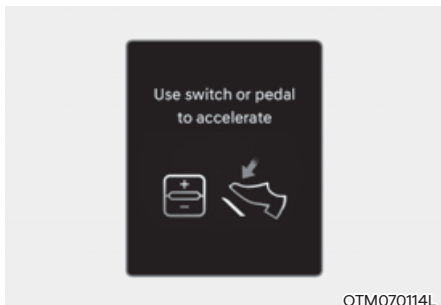 Use switch or pedal
to accelerate
+
−
OTM070114L